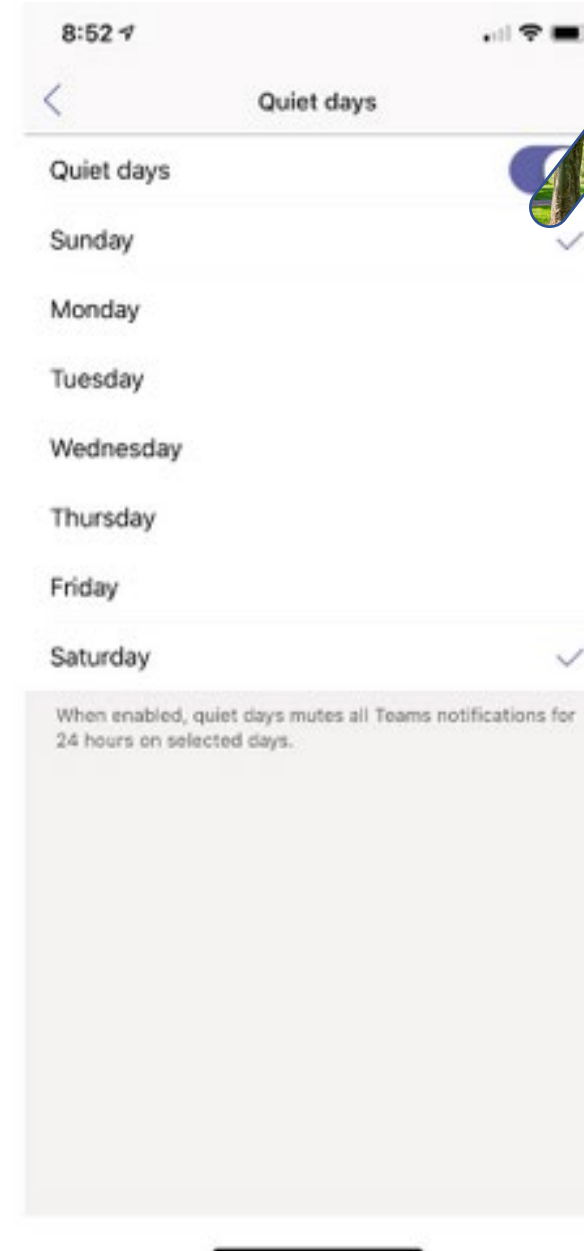 8:52
Quiet days
Quiet days
Sunday
Monday
Tuesday
Wednesday
Thursday
Friday
Saturday
When enabled, quiet days mutes all Teams notifications for
24 hours on selected days.